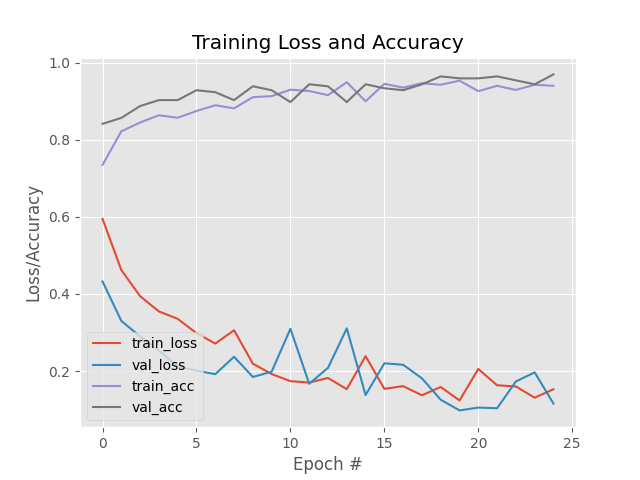 Training Loss and Accuracy
1.0
0.8
0.6
0.4
0.2
Loss/Accuracy
train_loss
val_loss
train_acc
val_acc
0 5 10 15 20 25
Epoch #